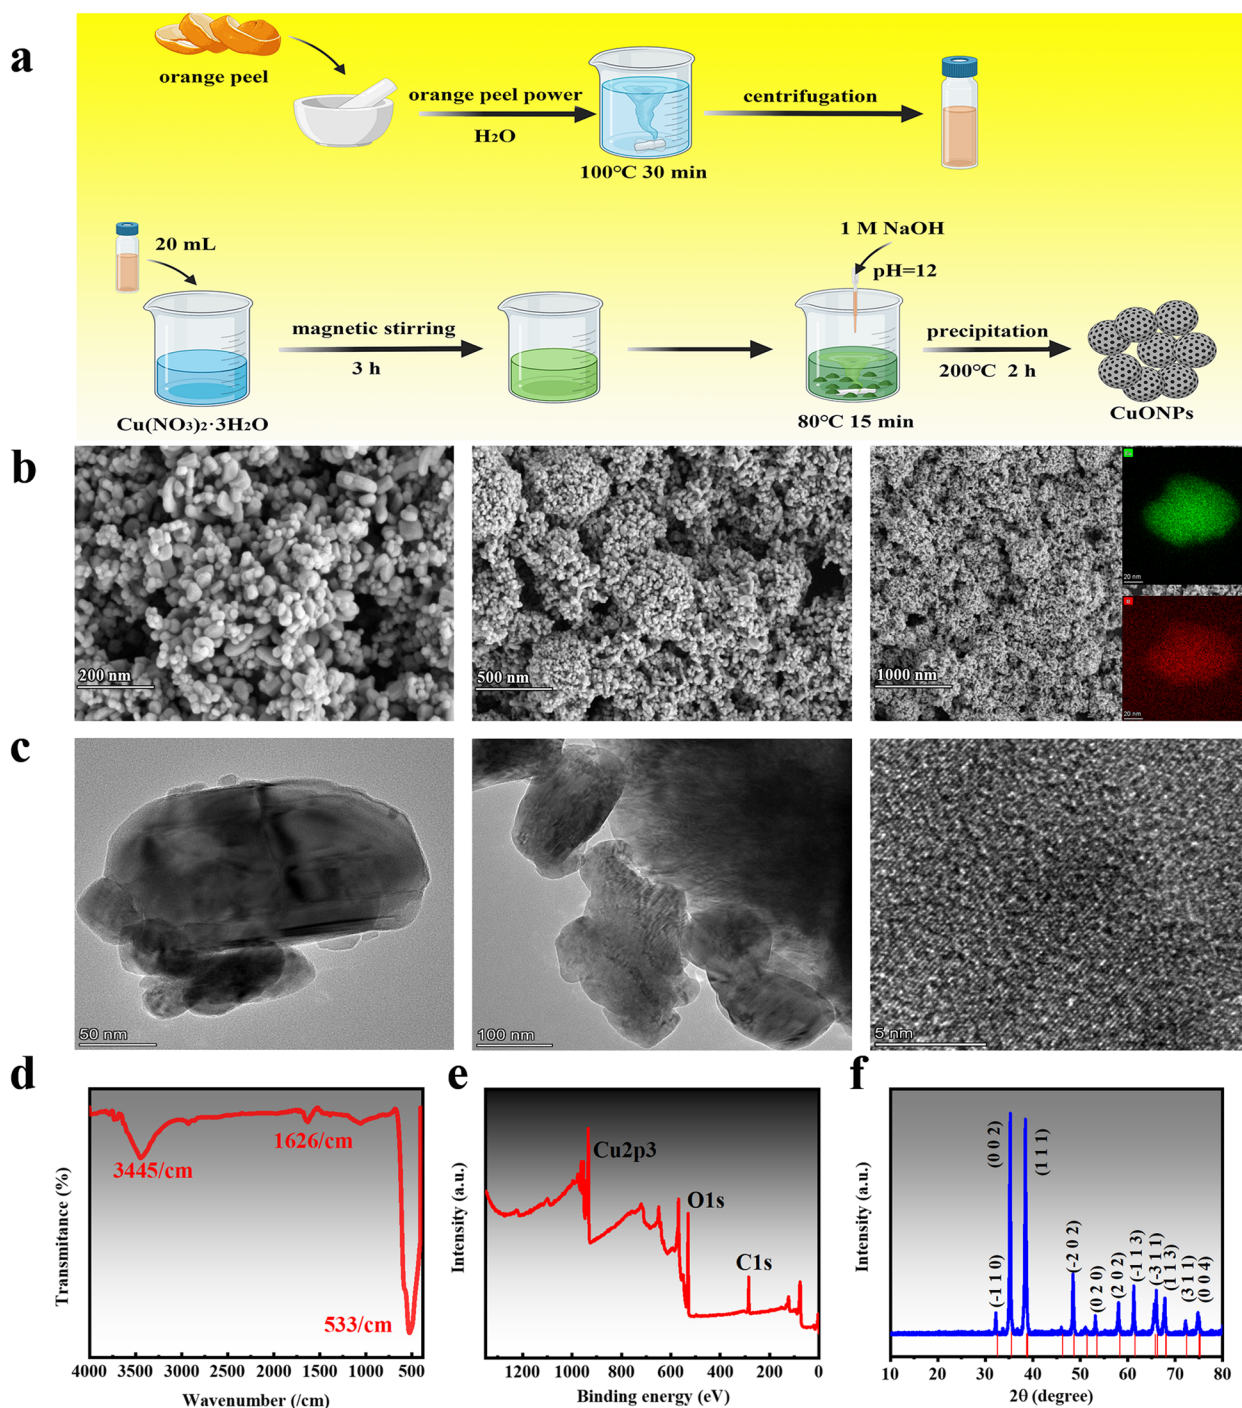 a
orange peel
orange peel power
H₂O
100°C 30 min
centrifugation
20 mL
Cu(NO₃)₂·3H₂O
magnetic stirring
3 h
1 M NaOH
pH=12
80°C 15 min
precipitation
200°C 2 h
CuONPs
b
200 nm
500 nm
1000 nm
20 nm
20 nm
c
50 nm
100 nm
5 nm
d
Transmitance (%)
3445/cm
1626/cm
533/cm
4000 3500 3000 2500 2000 1500 1000 500
Wavenumber (/cm)
e
Intensity (a.u.)
Cu2p3
O1s
C1s
1200 1000 800 600 400 200 0
Binding energy (eV)
f
Intensity (a.u.)
(-1 1 0)
(0 0 2)
(1 1 1)
(-2 0 2)
(0 2 0)
(2 0 2)
(-1 1 3)
(-3 1 1)
(1 1 3)
(3 1 1)
(0 0 4)
10 20 30 40 50 60 70 80
2θ (degree)